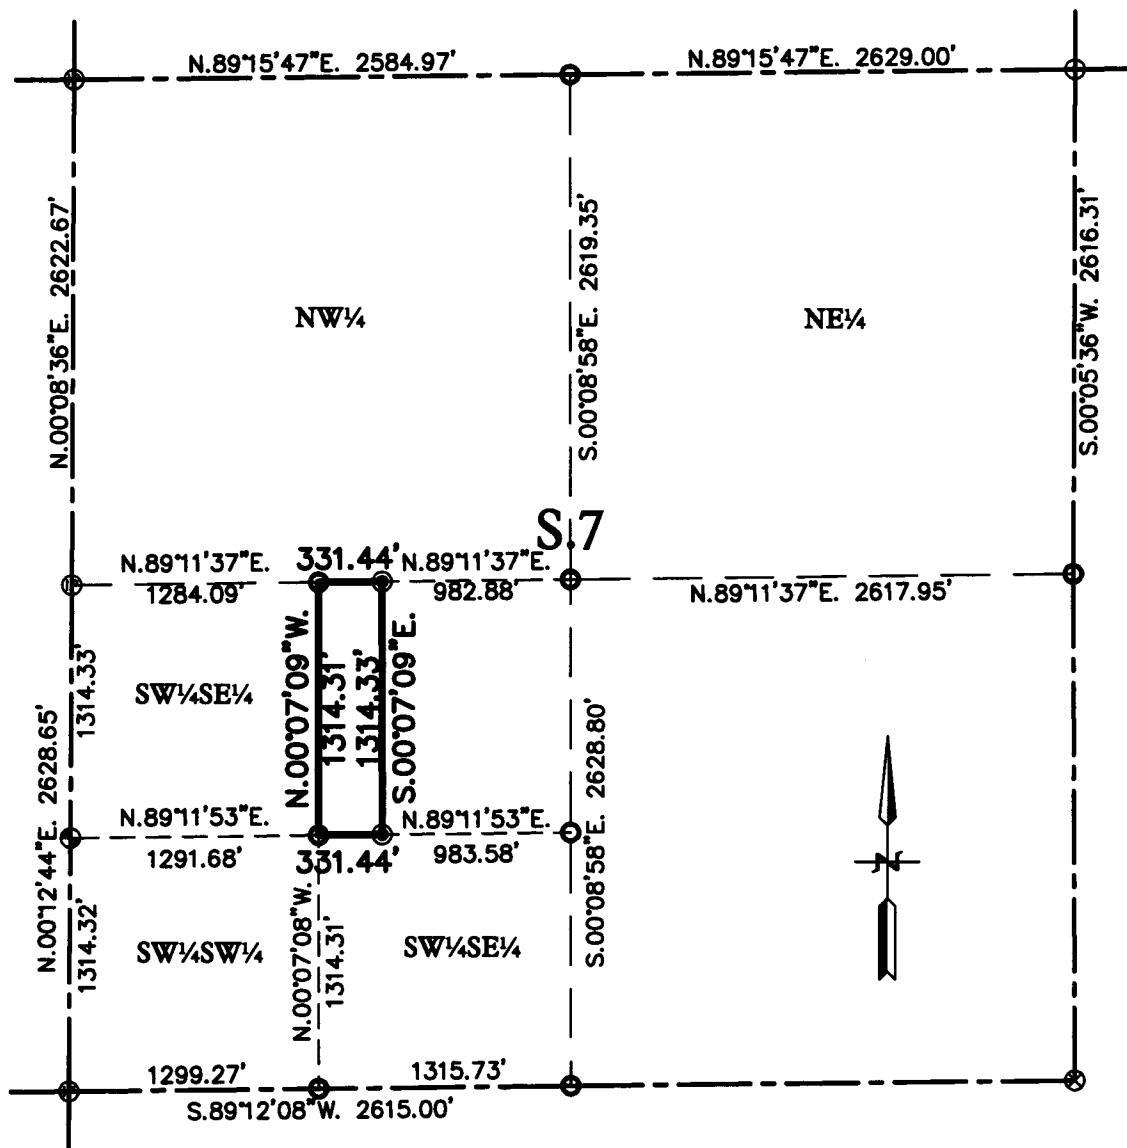 N.89°15'47"E. 2584.97'
N.89°15'47"E. 2629.00'
N.00°08'36"E. 2622.67'
S.00°08'58"E. 2619.35'
S.00°05'36"W. 2616.31'
NW¼
NE¼
S.7
N.89°11'37"E.
1284.09'
331.44'
N.89°11'37"E.
982.88'
N.89°11'37"E. 2617.95'
N.00°12'44"E. 2628.65'
1314.33'
SW¼SE¼
N.00°07'09"W.
1314.31'
1314.33'
S.00°07'09"E.
S.00°08'58"E. 2628.80'
N.89°11'53"E.
1291.68'
331.44'
N.89°11'53"E.
983.58'
1314.32'
SW¼SW¼
N.00°07'08"W.
1314.31'
SW¼SE¼
N
1299.27'
1315.73'
S.89°12'08"W. 2615.00'